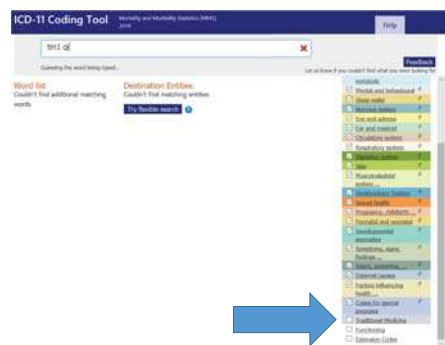 ICD-11 Coding Tool
Mortality and Morbidity Statistics (MMS)
2018
Help
tm1 q
Guessing the word being typed...
Feedback
Let us know if you couldn't find what you were looking for
Word list
Couldn't find additional matching
words
Destination Entities
Couldn't find matching entities
Try flexible search
Mental and behavioural
Sleep-wake
Nervous system
Eye and adnexa
Ear and mastoid
Circulatory system
Respiratory system
Digestive system
Skin
Musculoskeletal
system ...
Genitourinary System
Sexual health
Pregnancy, childbirth ...
Perinatal and neonatal
Developmental
anomalies
Symptoms, signs,
findings ...
Injury, poisoning, ...
External causes
Factors influencing
health ...
Codes for special
purposes
Traditional Medicine
Functioning
Extension Codes